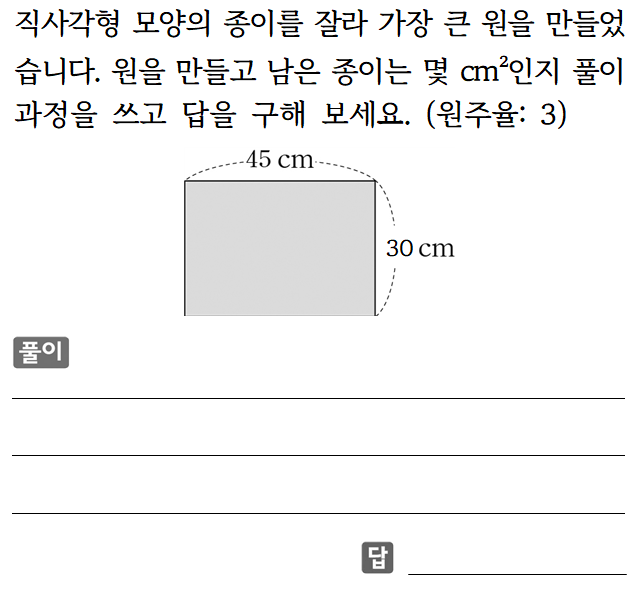 직사각형 모양의 종이를 잘라 가장 큰 원을 만들었
습니다. 원을 만들고 남은 종이는 몇 cm²인지 풀이
과정을 쓰고 답을 구해 보세요. (원주율: 3)
45 cm
30 cm
풀이
답